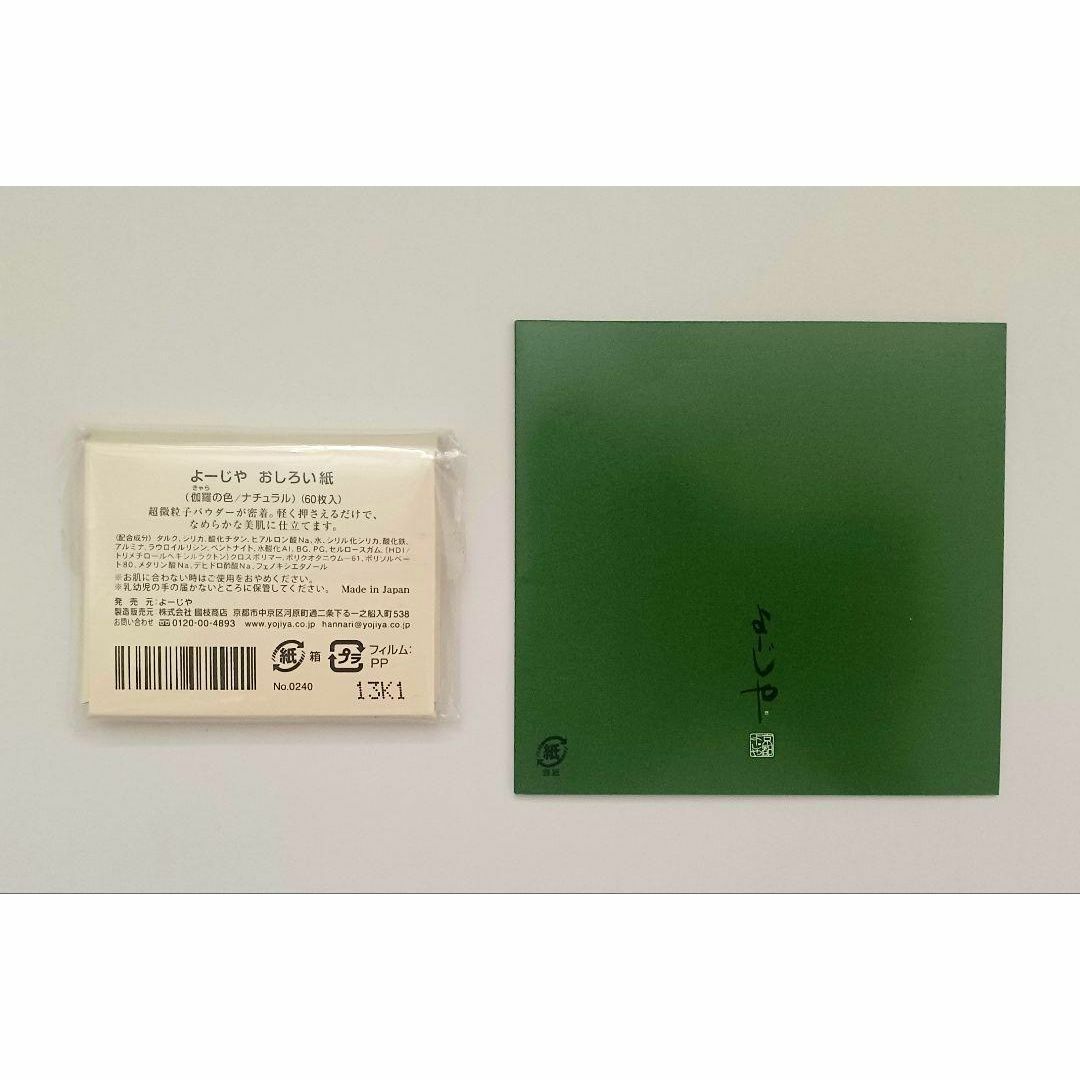 よーじや おしろい紙
きゃら
(伽羅の色/ナチュラル)(60枚入)
超微粒子パウダーが密着。軽く押さえるだけで、
なめらかな美肌に仕立てます。
(配合成分) タルク、シリカ、酸化チタン、ヒアルロン酸Na、水、シリル化シリカ、酸化鉄、
アルミナ、ラウロイルリシン、ベントナイト、水酸化Al、BG、PG、セルロースガム、(HDI/
トリメチロールヘキシルラクトン)クロスポリマー、ポリクオタニウム-61、ポリソルベー
ト80、メタリン酸Na、デヒドロ酢酸Na、フェノキシエタノール
※お肌に合わない時はご使用をおやめください。
※乳幼児の手の届かないところに保管してください。 Made in Japan
発売元:よーじや
製造販売元 株式会社 國枝商店 京都市中京区河原町通二条下る一之船入町538
お問い合わせ 0120-00-4893 www.yojiya.co.jp hannari@yojiya.co.jp
紙 箱 プラ フィルム:
PP
No.0240 13K1
よーじや
京都
よーじや
紙